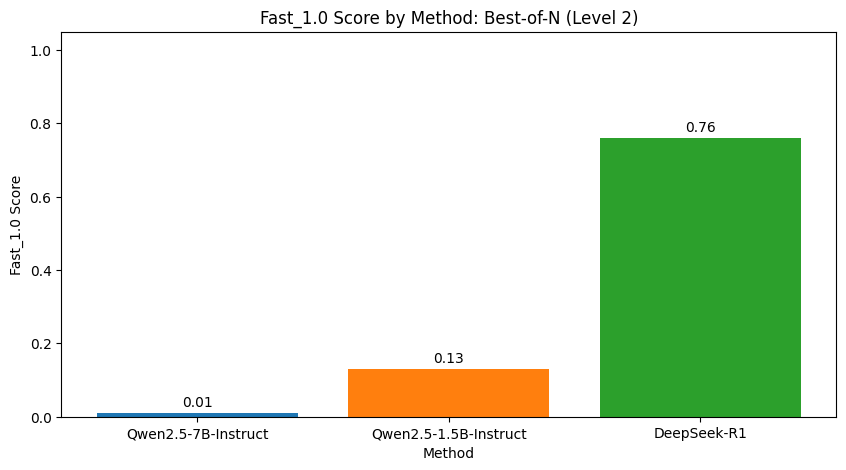 Fast_1.0 Score by Method: Best-of-N (Level 2)
1.0
0.8
0.6
0.4
0.2
0.0
Fast_1.0 Score
0.01
0.13
0.76
Qwen2.5-7B-Instruct
Qwen2.5-1.5B-Instruct
DeepSeek-R1
Method